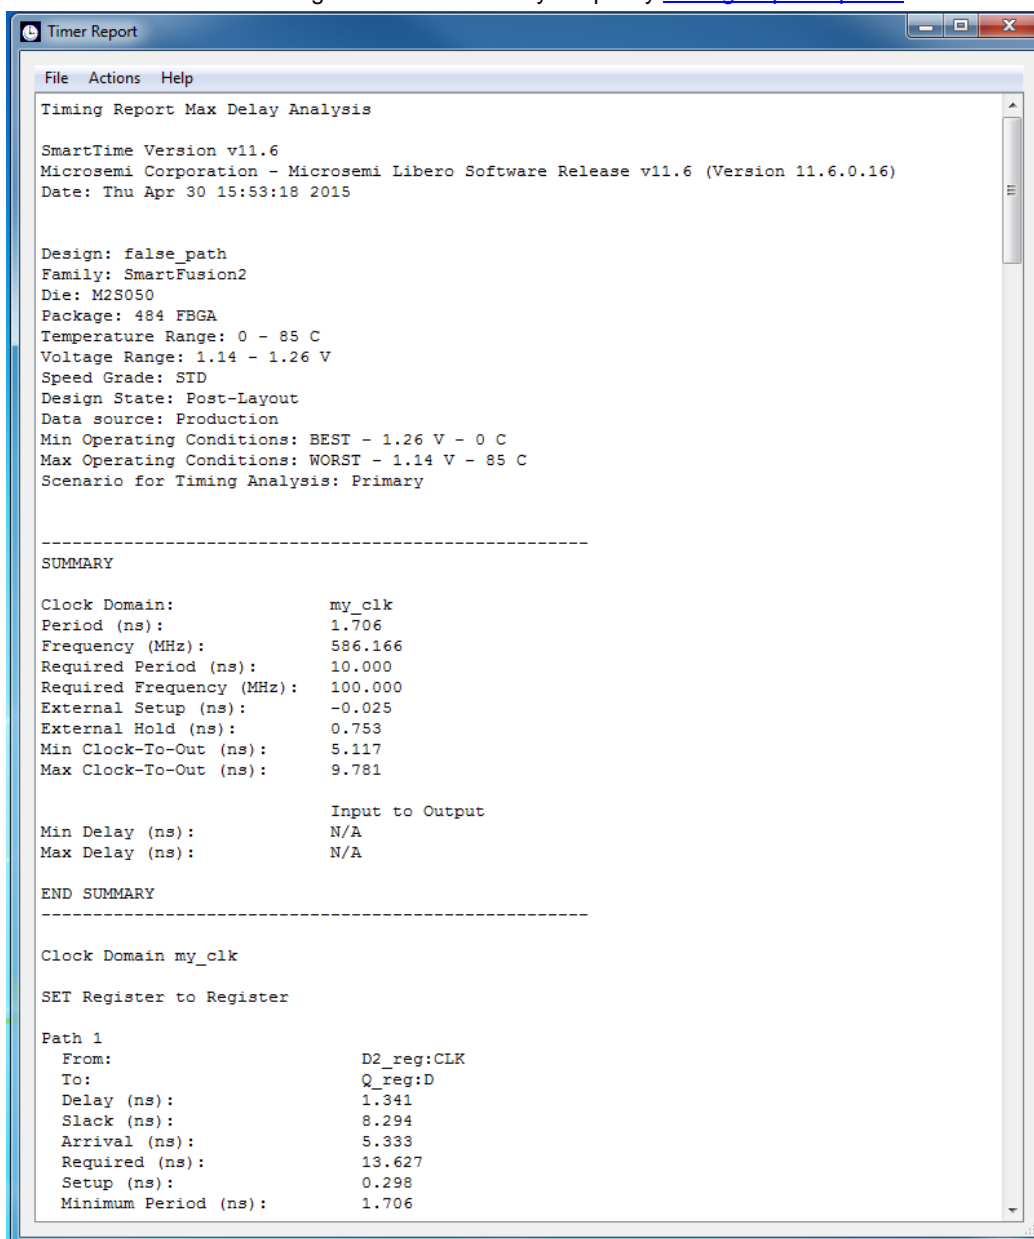 Timer Report
File Actions Help
Timing Report Max Delay Analysis
SmartTime Version v11.6
Microsemi Corporation - Microsemi Libero Software Release v11.6 (Version 11.6.0.16)
Date: Thu Apr 30 15:53:18 2015
Design: false_path
Family: SmartFusion2
Die: M2S050
Package: 484 FBGA
Temperature Range: 0 - 85 C
Voltage Range: 1.14 - 1.26 V
Speed Grade: STD
Design State: Post-Layout
Data source: Production
Min Operating Conditions: BEST - 1.26 V - 0 C
Max Operating Conditions: WORST - 1.14 V - 85 C
Scenario for Timing Analysis: Primary
-----------------------------------------------------
SUMMARY
Clock Domain: my_clk
Period (ns): 1.706
Frequency (MHz): 586.166
Required Period (ns): 10.000
Required Frequency (MHz): 100.000
External Setup (ns): -0.025
External Hold (ns): 0.753
Min Clock-To-Out (ns): 5.117
Max Clock-To-Out (ns): 9.781
Input to Output
Min Delay (ns): N/A
Max Delay (ns): N/A
END SUMMARY
-----------------------------------------------------
Clock Domain my_clk
SET Register to Register
Path 1
From: D2_reg:CLK
To: Q_reg:D
Delay (ns): 1.341
Slack (ns): 8.294
Arrival (ns): 5.333
Required (ns): 13.627
Setup (ns): 0.298
Minimum Period (ns): 1.706